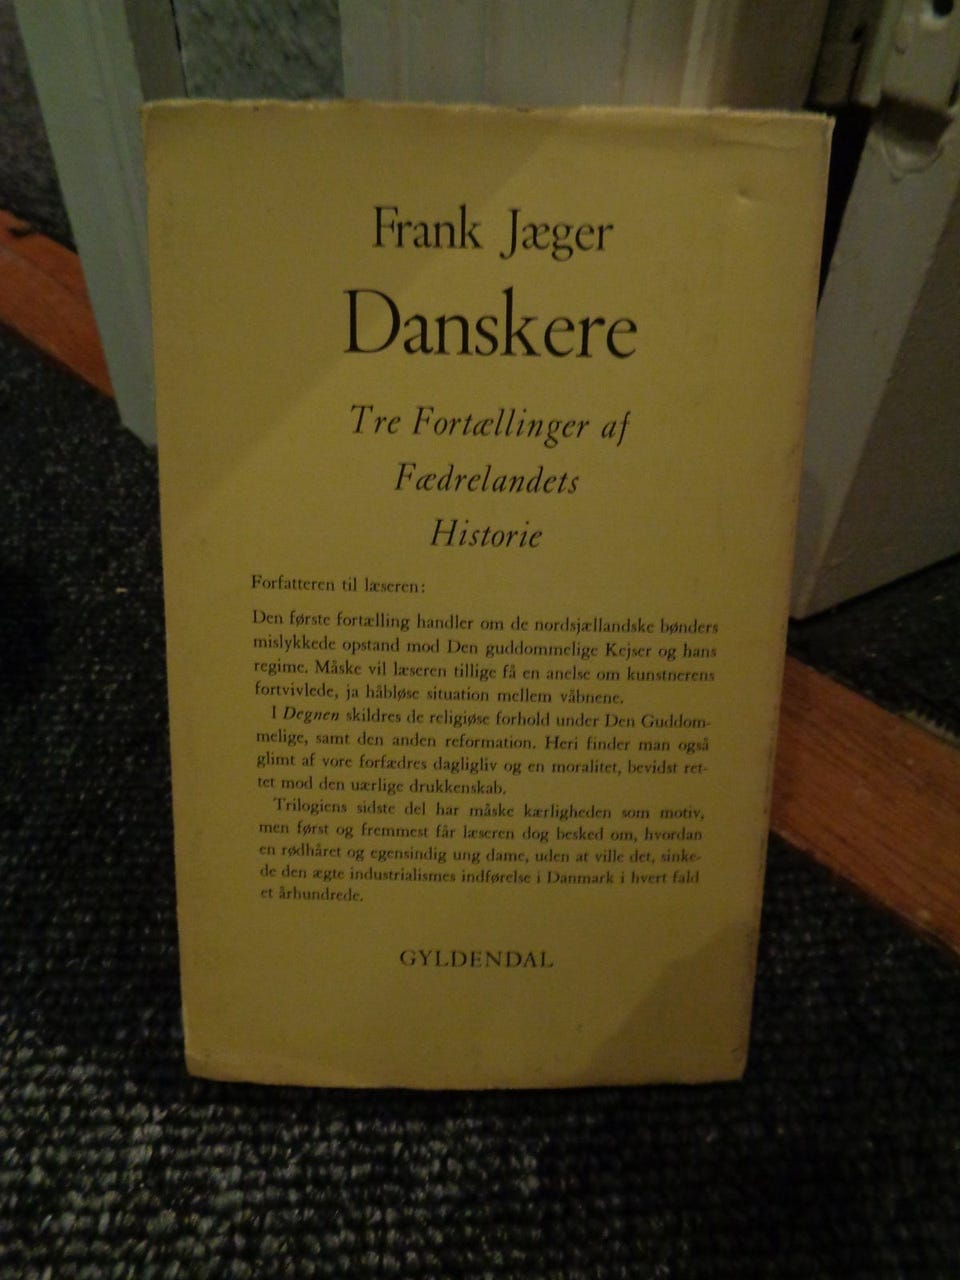 Frank Jæger
Danskere
Tre Fortællinger af
Fædrelandets
Historie
Forfatteren til læseren:
Den første fortælling handler om de nordsjællandske bønders
mislykkede opstand mod Den guddommelige Kejser og hans
regime. Måske vil læseren tillige få en anelse om kunstnerens
fortvivlede, ja håbløse situation mellem våbnene.
I Degnen skildres de religiøse forhold under Den Guddom-
melige, samt den anden reformation. Heri finder man også
glimt af vore forfædres dagligliv og en moralitet, bevidst ret-
tet mod den uærlige drukkenskab.
Trilogiens sidste del har måske kærligheden som motiv,
men først og fremmest får læseren dog besked om, hvordan
en rødhåret og egensindig ung dame, uden at ville det, sinke-
de den ægte industrialismes indførelse i Danmark i hvert fald
et århundrede.
GYLDENDAL